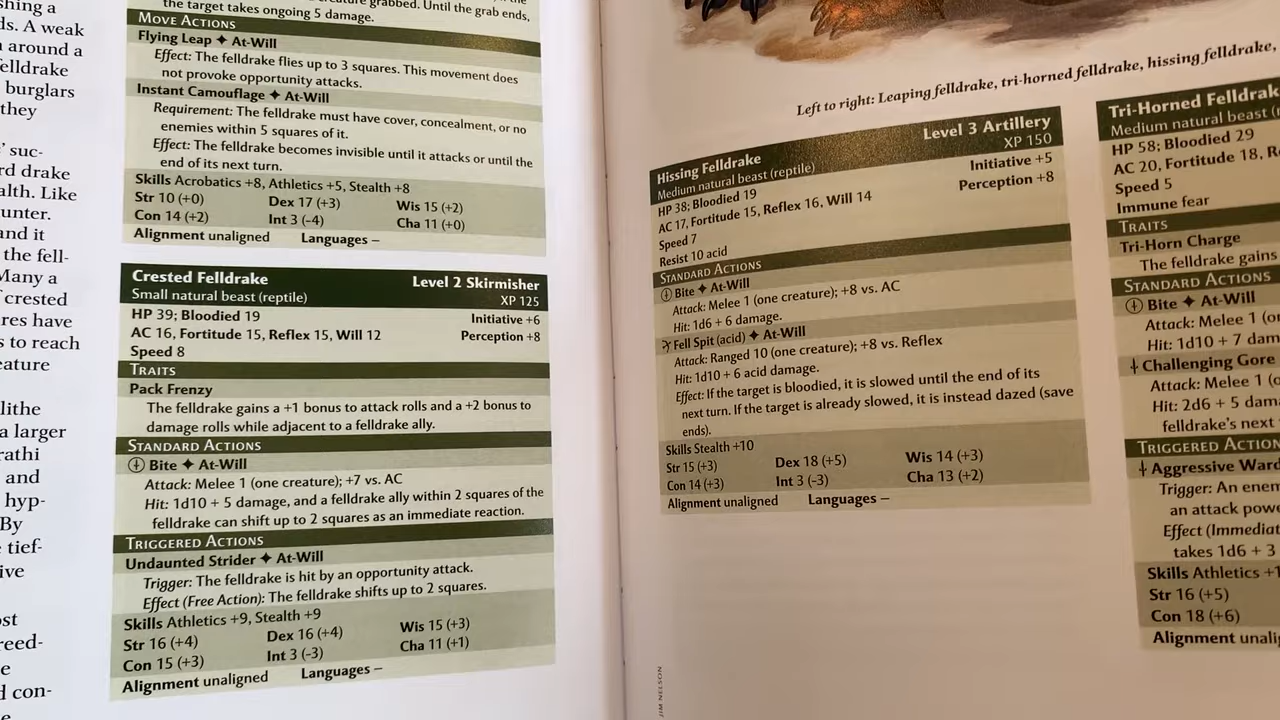 shing a
ds. A weak
around a
felldrake
burglars
they
suc-
rd drake
alth. Like
unter.
and it
the fell-
Many a
crested
res have
s to reach
eature
lithe
a larger
rathi
and
hyp-
By
tief-
ive
ost
reed-
e
d con-
grabbed. Until the grab ends,
the target takes ongoing 5 damage.
MOVE ACTIONS
Flying Leap ✦ At-Will
Effect: The felldrake flies up to 3 squares. This movement does
not provoke opportunity attacks.
Instant Camouflage ✦ At-Will
Requirement: The felldrake must have cover, concealment, or no
enemies within 5 squares of it.
Effect: The felldrake becomes invisible until it attacks or until the
end of its next turn.
Skills Acrobatics +8, Athletics +5, Stealth +8
Str 10 (+0) Dex 17 (+3) Wis 15 (+2)
Con 14 (+2) Int 3 (-4) Cha 11 (+0)
Alignment unaligned Languages –
Crested Felldrake Level 2 Skirmisher
Small natural beast (reptile) XP 125
HP 39; Bloodied 19 Initiative +6
AC 16, Fortitude 15, Reflex 15, Will 12 Perception +8
Speed 8
TRAITS
Pack Frenzy
The felldrake gains a +1 bonus to attack rolls and a +2 bonus to
damage rolls while adjacent to a felldrake ally.
STANDARD ACTIONS
Bite ✦ At-Will
Attack: Melee 1 (one creature); +7 vs. AC
Hit: 1d10 + 5 damage, and a felldrake ally within 2 squares of the
felldrake can shift up to 2 squares as an immediate reaction.
TRIGGERED ACTIONS
Undaunted Strider ✦ At-Will
Trigger: The felldrake is hit by an opportunity attack.
Effect (Free Action): The felldrake shifts up to 2 squares.
Skills Athletics +9, Stealth +9
Str 16 (+4) Dex 16 (+4) Wis 15 (+3)
Con 15 (+3) Int 3 (-3) Cha 11 (+1)
Alignment unaligned Languages –
Left to right: Leaping felldrake, tri-horned felldrake, hissing felldrake,
Hissing Felldrake Level 3 Artillery
Medium natural beast (reptile) XP 150
HP 38; Bloodied 19 Initiative +5
AC 17, Fortitude 15, Reflex 16, Will 14 Perception +8
Speed 7
Resist 10 acid
STANDARD ACTIONS
Bite ✦ At-Will
Attack: Melee 1 (one creature); +8 vs. AC
Hit: 1d6 + 6 damage.
Fell Spit (acid) ✦ At-Will
Attack: Ranged 10 (one creature); +8 vs. Reflex
Hit: 1d10 + 6 acid damage.
Effect: If the target is bloodied, it is slowed until the end of its
next turn. If the target is already slowed, it is instead dazed (save
ends).
Skills Stealth +10
Str 15 (+3) Dex 18 (+5) Wis 14 (+3)
Con 14 (+3) Int 3 (-3) Cha 13 (+2)
Alignment unaligned Languages –
JIM NELSON
Tri-Horned Felldrak
Medium natural beast (r
HP 58; Bloodied 29
AC 20, Fortitude 18, Re
Speed 5
Immune fear
TRAITS
Tri-Horn Charge
The felldrake gains
STANDARD ACTIONS
Bite ✦ At-Will
Attack: Melee 1 (o
Hit: 1d10 + 7 dam
Challenging Gore
Attack: Melee 1 (o
Hit: 2d6 + 5 dam
felldrake's next
TRIGGERED ACTION
Aggressive Ward
Trigger: An enem
an attack powe
Effect (Immediat
takes 1d6 + 3
Skills Athletics +1
Str 16 (+5)
Con 18 (+6)
Alignment unali